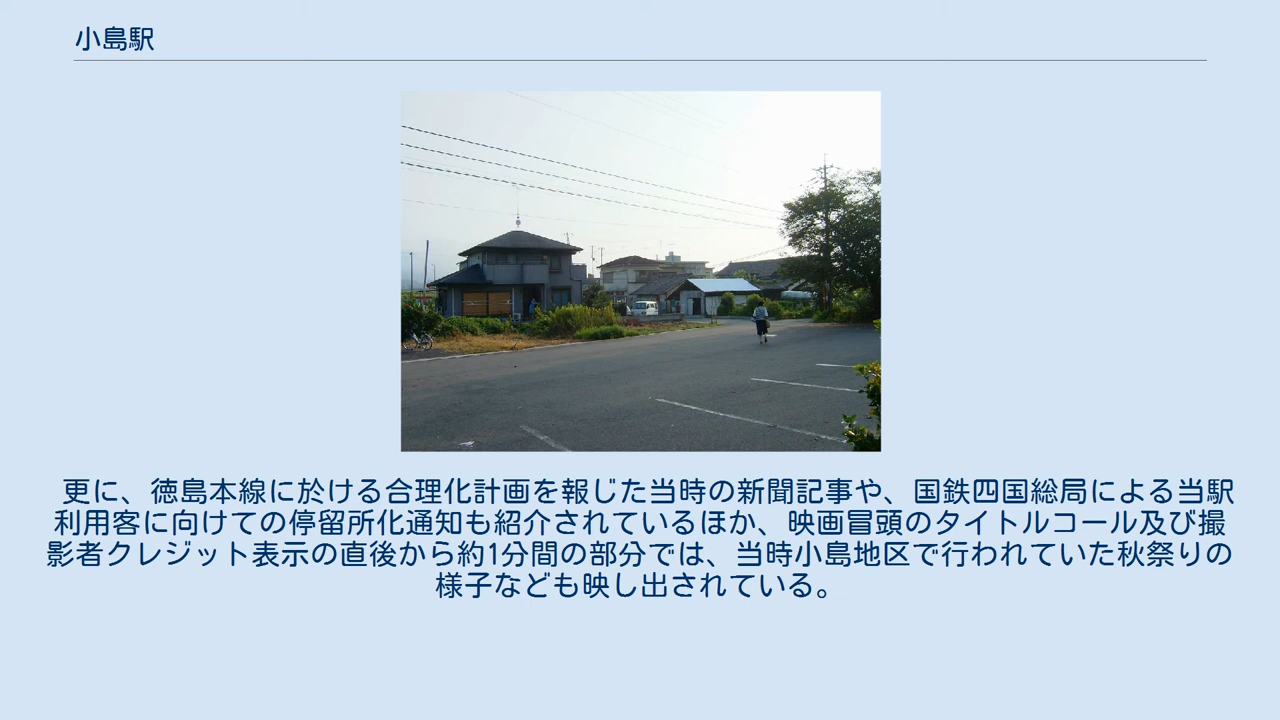 小島駅
更に、徳島本線に於ける合理化計画を報じた当時の新聞記事や、国鉄四国総局による当駅
利用客に向けての停留所化通知も紹介されているほか、映画冒頭のタイトルコール及び撮
影者クレジット表示の直後から約1分間の部分では、当時小島地区で行われていた秋祭りの
様子なども映し出されている。